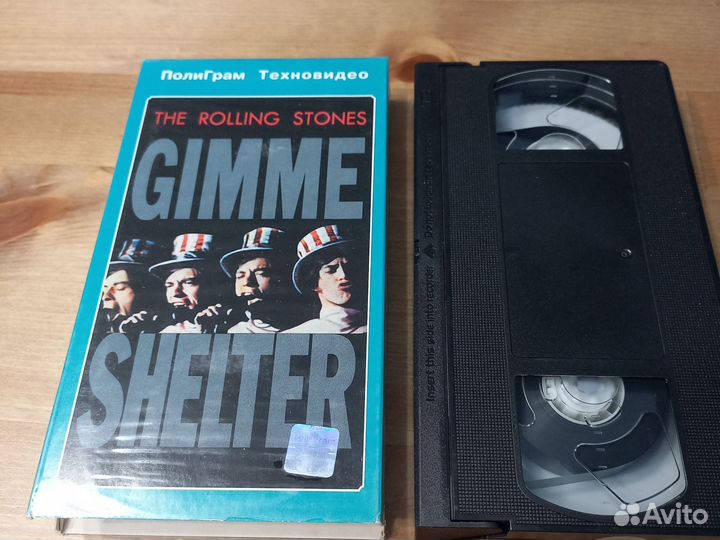 ПолиГрам Техновидео
THE ROLLING STONES
GIMME
SHELTER
Insert this side into recorder
Avito